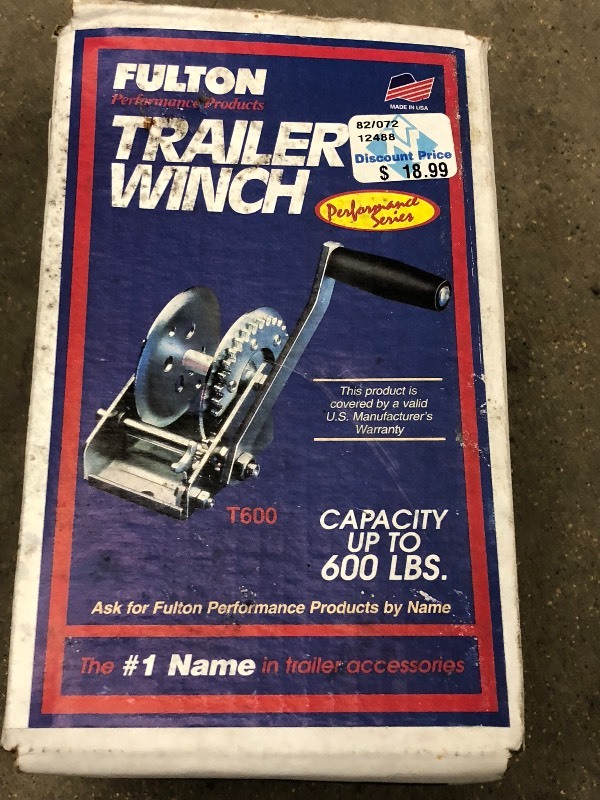 FULTON
Performance Products
MADE IN USA
TRAILER
WINCH
82/072
12488
Discount Price
$ 18.99
Performance
Series
This product is
covered by a valid
U.S. Manufacturer's
Warranty
T600
CAPACITY
UP TO
600 LBS.
Ask for Fulton Performance Products by Name
The #1 Name in trailer accessories